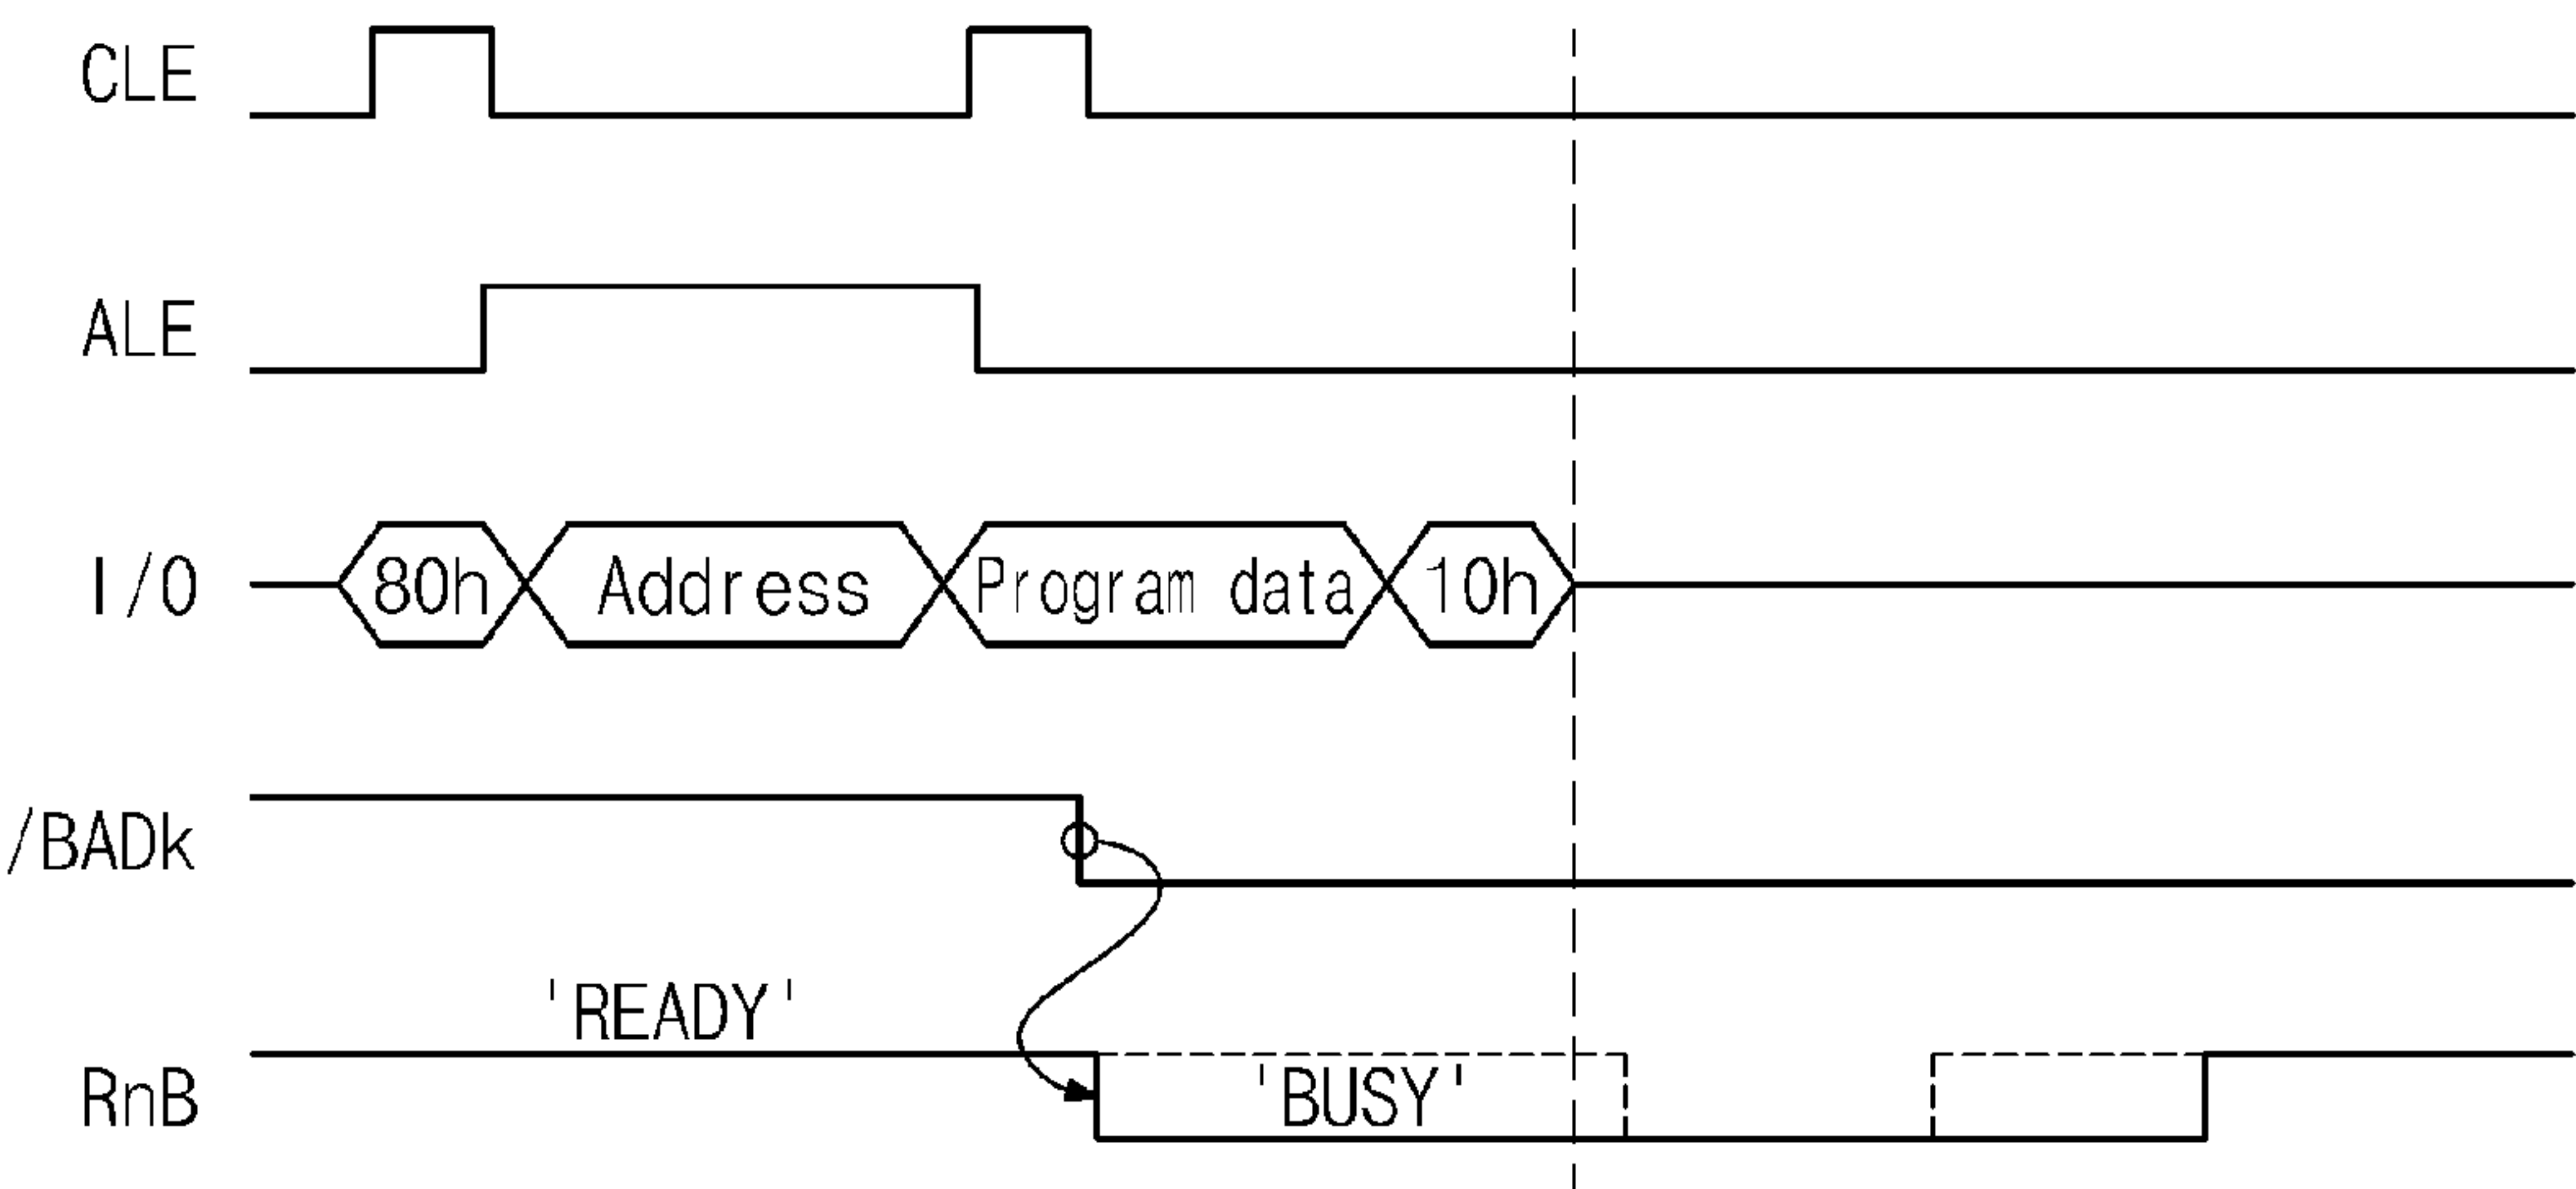 CLE
ALE
I/O 80h Address Program data 10h
/BADk
'READY'
RnB 'BUSY'